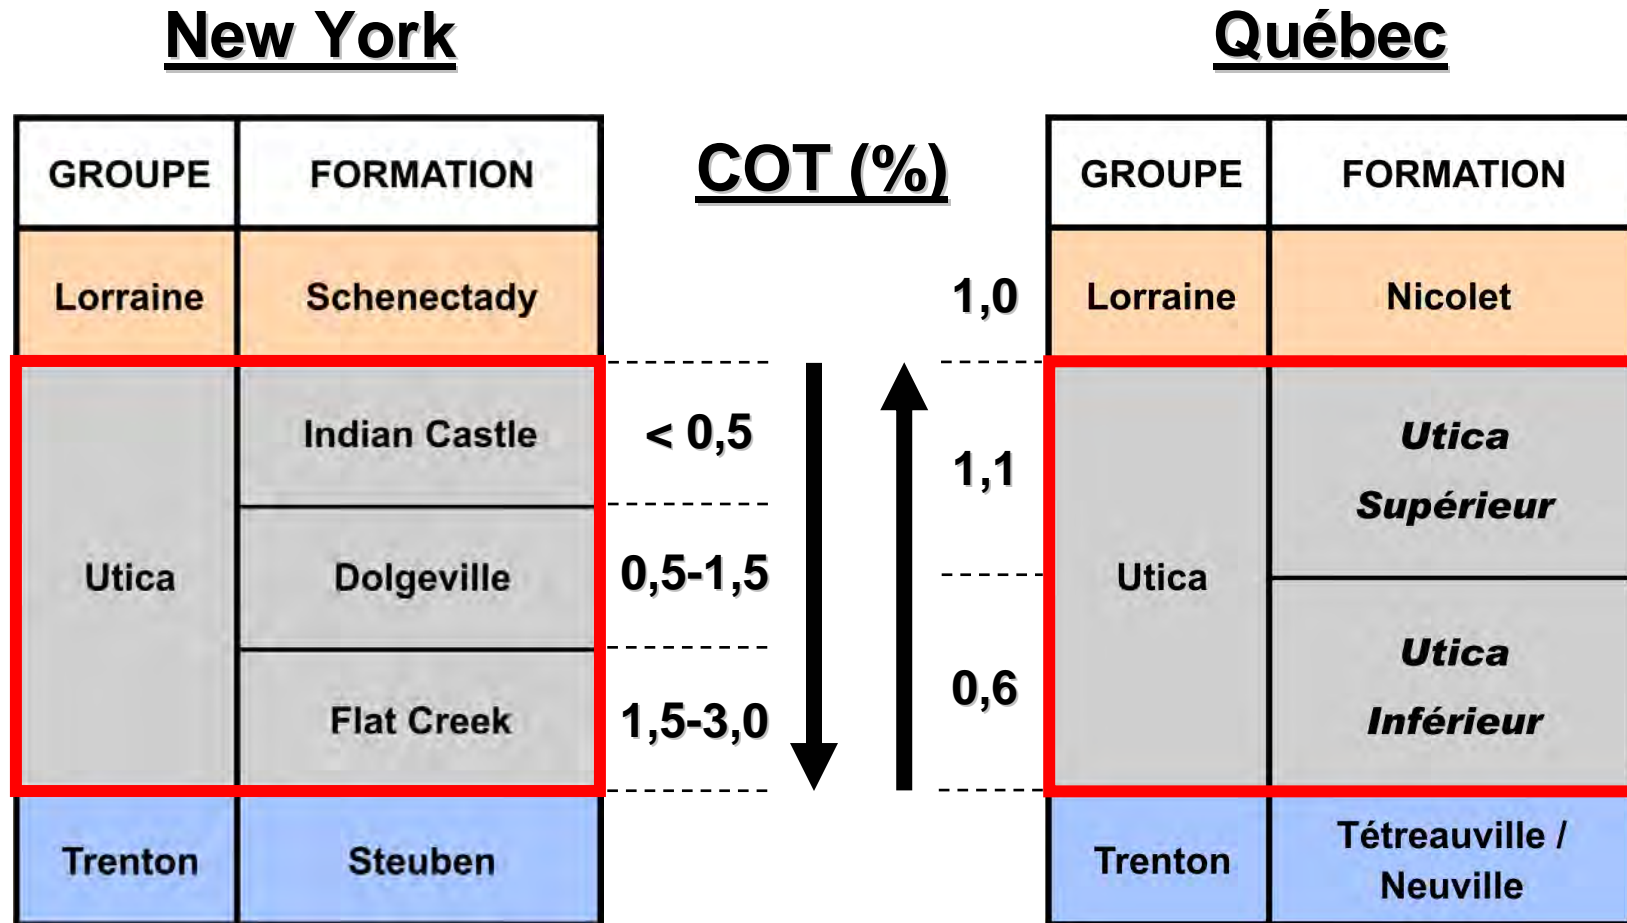 New York
Québec
COT (%)
GROUPE FORMATION
Lorraine Schenectady
Utica
Indian Castle
Dolgeville
Flat Creek
Trenton Steuben
< 0,5
0,5-1,5
1,5-3,0
1,0
1,1
0,6
GROUPE FORMATION
Lorraine Nicolet
Utica
Utica
Supérieur
Utica
Inférieur
Trenton
Tétreauville /
Neuville